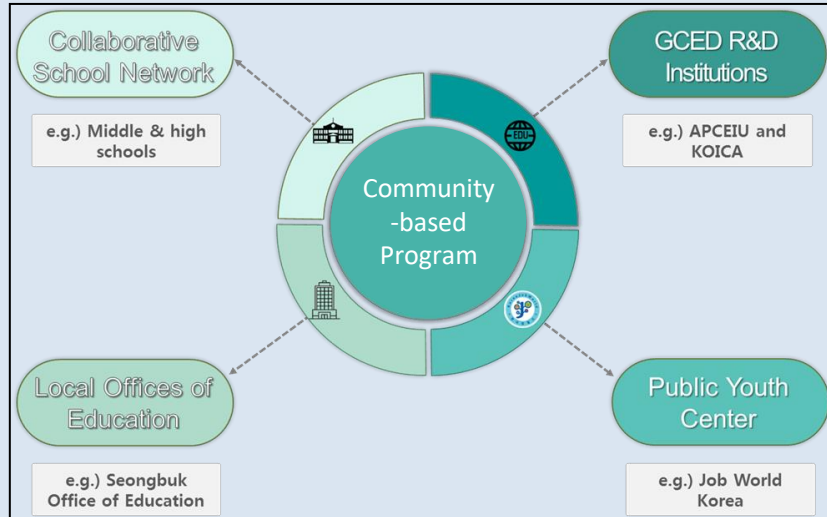 Collaborative
School Network
e.g.) Middle & high
schools
GCED R&D
Institutions
e.g.) APCEIU and
KOICA
EDU
Community
-based
Program
Local Offices of
Education
e.g.) Seongbuk
Office of Education
Public Youth
Center
e.g.) Job World
Korea